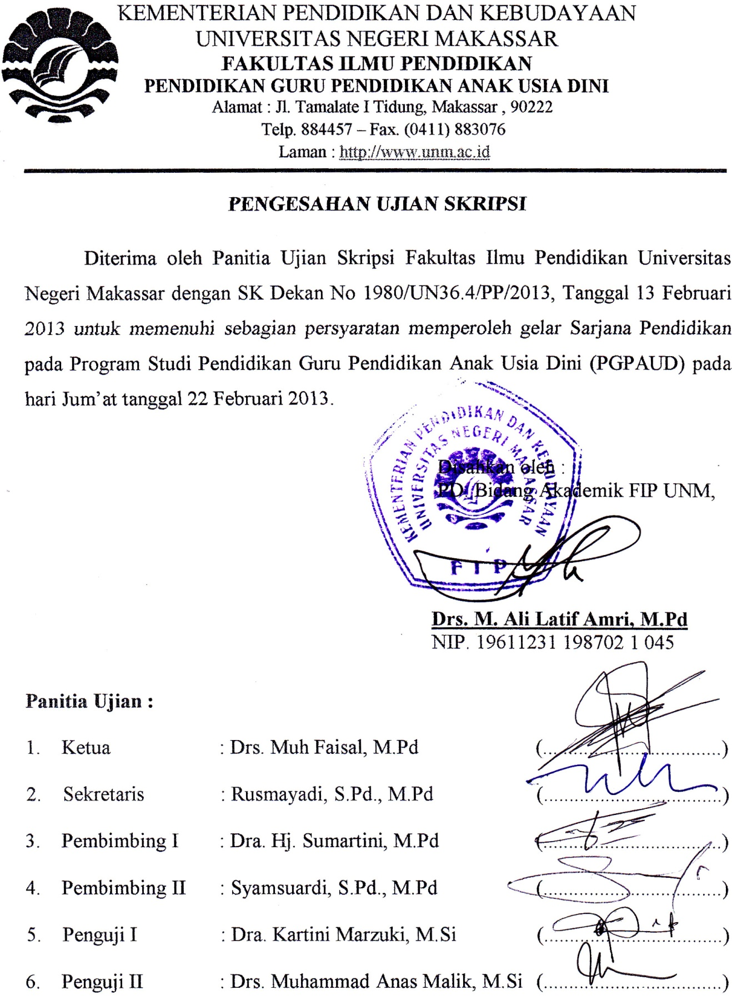 KEMENTERIAN PENDIDIKAN DAN KEBUDAYAAN
UNIVERSITAS NEGERI MAKASSAR
FAKULTAS ILMU PENDIDIKAN
PENDIDIKAN GURU PENDIDIKAN ANAK USIA DINI
Alamat : Jl. Tamalate I Tidung, Makassar , 90222
Telp. 884457 – Fax. (0411) 883076
Laman : http://www.unm.ac.id
PENGESAHAN UJIAN SKRIPSI
Diterima oleh Panitia Ujian Skripsi Fakultas Ilmu Pendidikan Universitas
Negeri Makassar dengan SK Dekan No 1980/UN36.4/PP/2013, Tanggal 13 Februari
2013 untuk memenuhi sebagian persyaratan memperoleh gelar Sarjana Pendidikan
pada Program Studi Pendidikan Guru Pendidikan Anak Usia Dini (PGPAUD) pada
hari Jum'at tanggal 22 Februari 2013.
KEMENTERIAN PENDIDIKAN DAN KEBUDAYAAN
UNIVERSITAS NEGERI MAKASSAR
F I P
Disahkan oleh :
PD. Bidang Akademik FIP UNM,
Drs. M. Ali Latif Amri, M.Pd
NIP. 19611231 198702 1 045
Panitia Ujian :
1. Ketua : Drs. Muh Faisal, M.Pd (........................................)
2. Sekretaris : Rusmayadi, S.Pd., M.Pd (........................................)
3. Pembimbing I : Dra. Hj. Sumartini, M.Pd (........................................)
4. Pembimbing II : Syamsuardi, S.Pd., M.Pd (........................................)
5. Penguji I : Dra. Kartini Marzuki, M.Si (........................................)
6. Penguji II : Drs. Muhammad Anas Malik, M.Si (........................................)